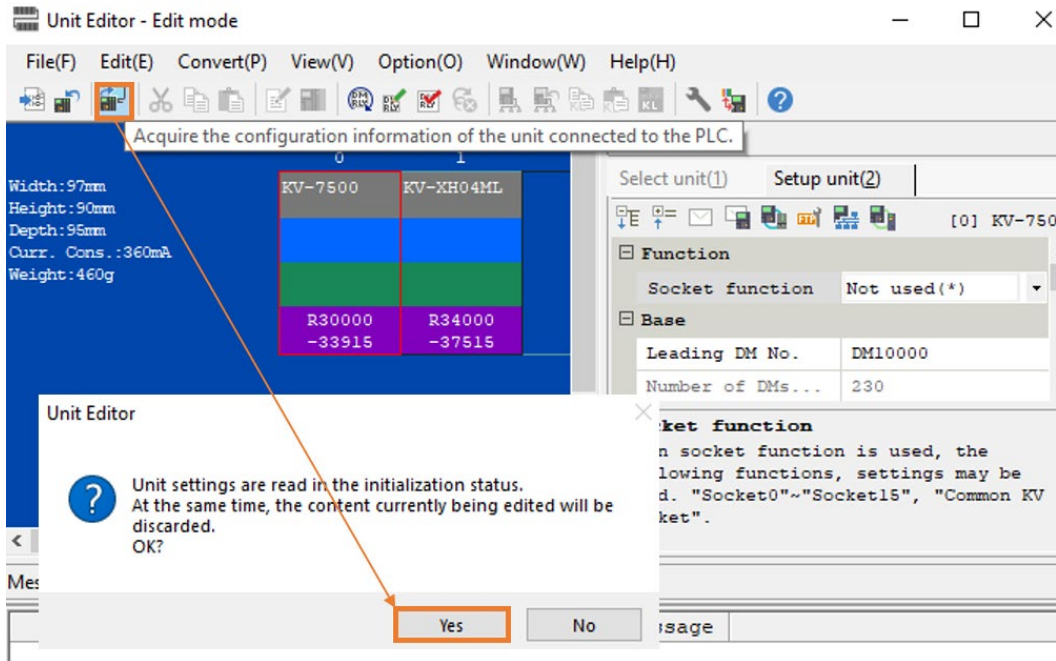 Unit Editor - Edit mode
File(F) Edit(E) Convert(P) View(V) Option(O) Window(W) Help(H)
Acquire the configuration information of the unit connected to the PLC.
0 1
Width:97mm
Height:90mm
Depth:95mm
Curr. Cons.:360mA
Weight:460g
KV-7500 KV-XH04ML
R30000 R34000
-33915 -37515
Select unit(1) Setup unit(2)
[0] KV-750
Function
Socket function Not used(*)
Base
Leading DM No. DM10000
Number of DMs... 230
ket function
n socket function is used, the
lowing functions, settings may be
d. "Socket0"~"Socket15", "Common KV
ket".
Unit Editor
Unit settings are read in the initialization status.
At the same time, the content currently being edited will be
discarded.
OK?
Yes No
Mes
ssage